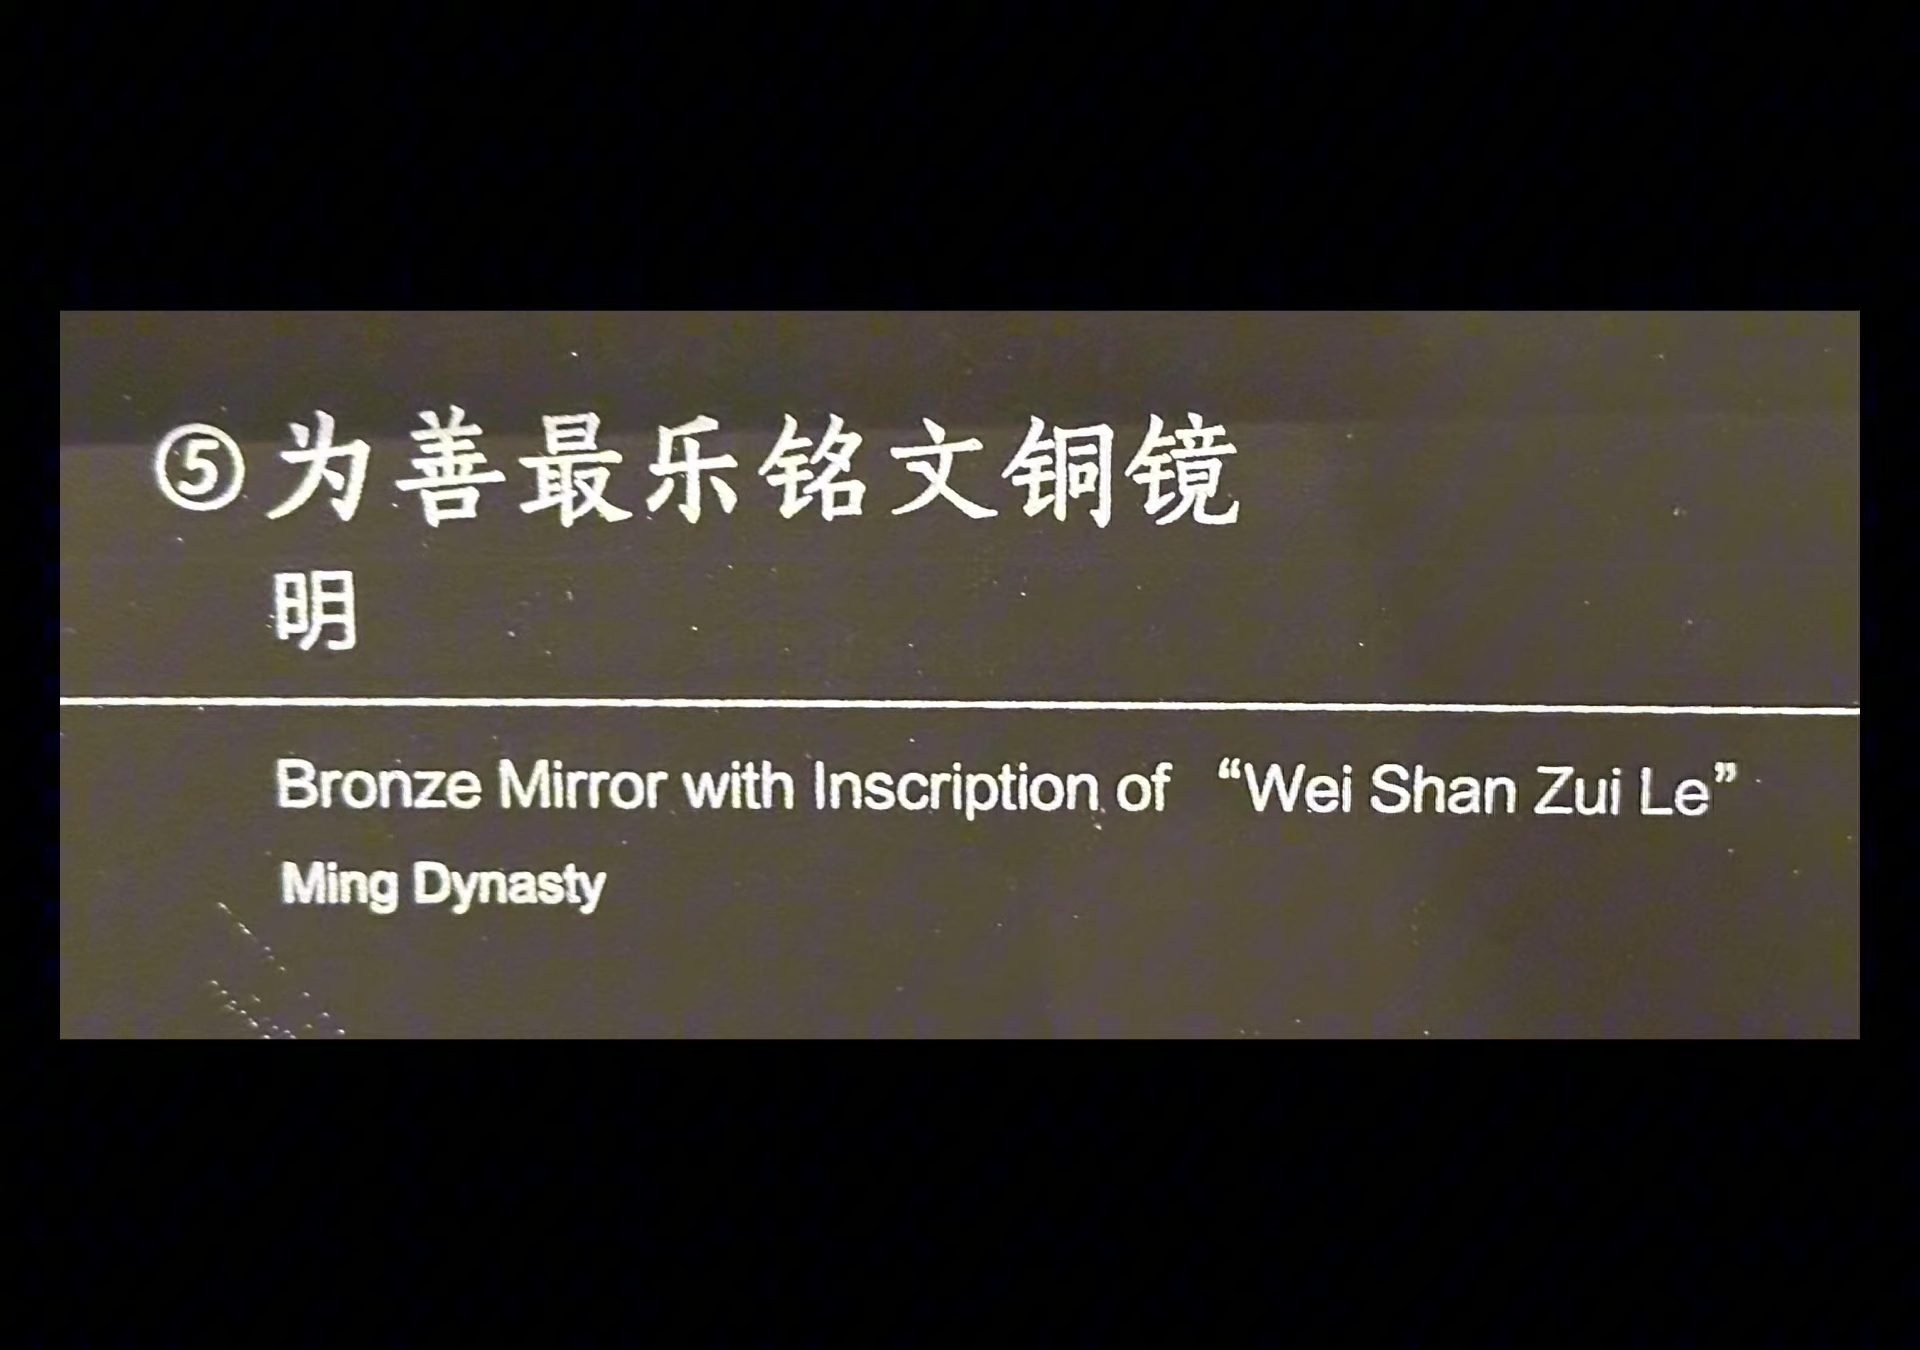 ⑤为善最乐铭文铜镜
明
Bronze Mirror with Inscription of “Wei Shan Zui Le”
Ming Dynasty